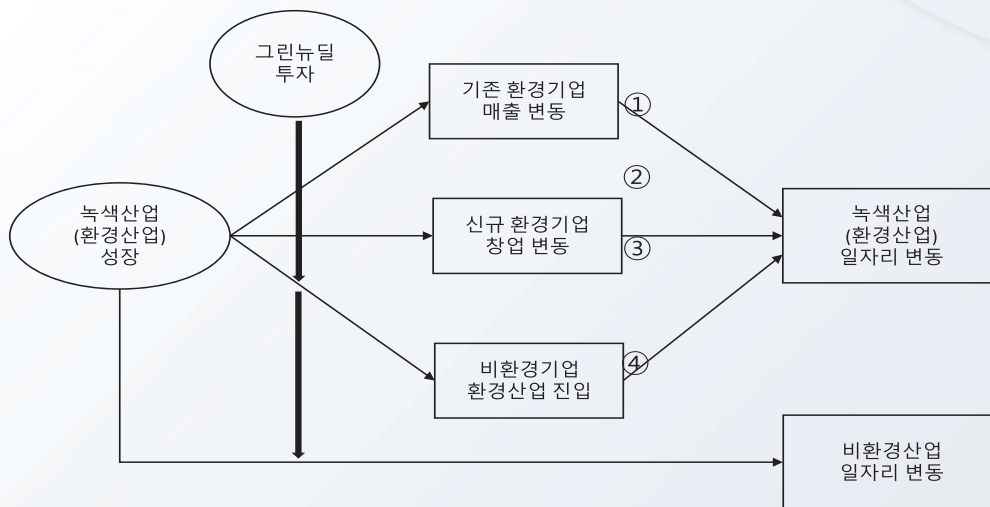 그린뉴딜
투자
기존 환경기업
매출 변동
①
②
녹색산업
(환경산업)
성장
신규 환경기업
창업 변동
③
녹색산업
(환경산업)
일자리 변동
비환경기업
환경산업 진입
④
비환경산업
일자리 변동